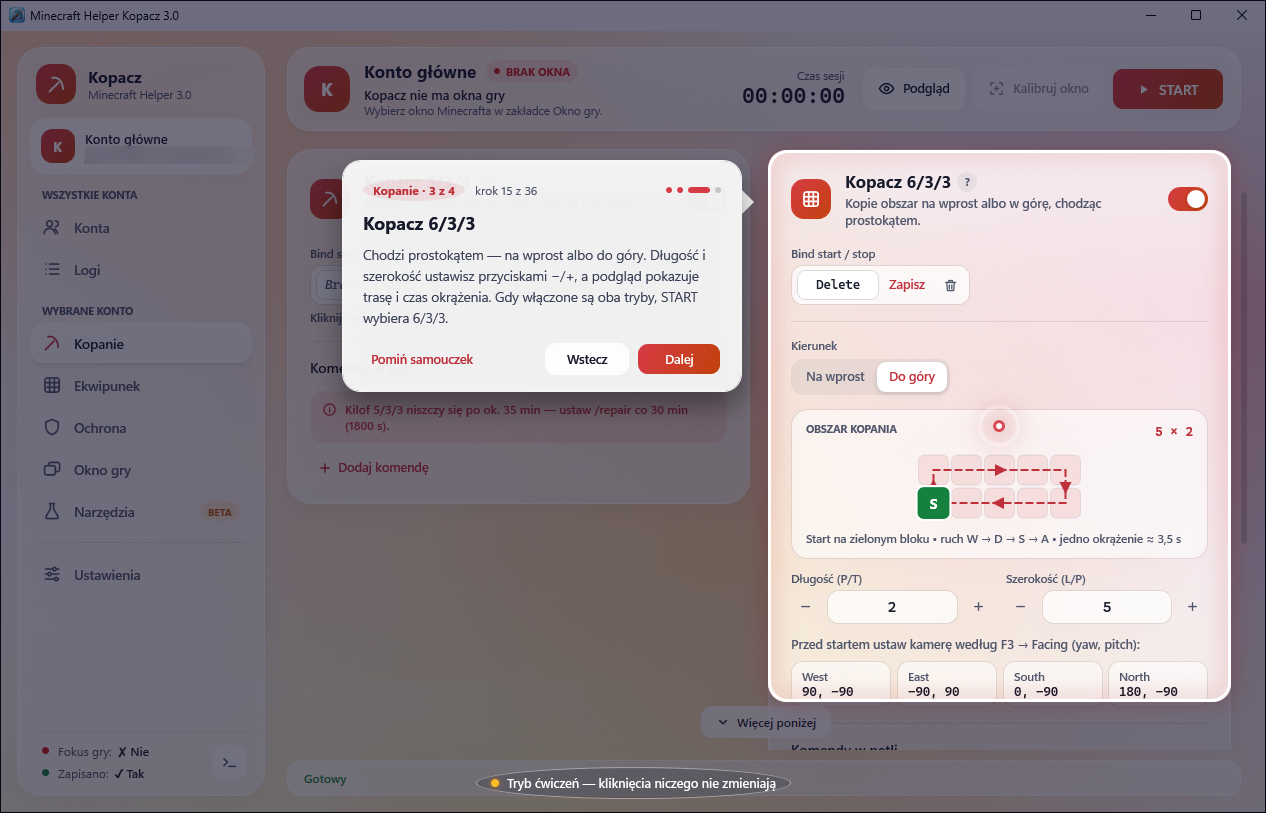 Minecraft Helper Kopacz 3.0
Kopacz
Minecraft Helper 3.0
K
Konto główne
WSZYSTKIE KONTA
Konta
Logi
WYBRANE KONTO
Kopanie
Ekwipunek
Ochrona
Okno gry
Narzędzia BETA
Ustawienia
Fokus gry: ✗ Nie
Zapisano: ✓ Tak
K
Konto główne • BRAK OKNA
Kopacz nie ma okna gry
Wybierz okno Minecrafta w zakładce Okno gry.
Czas sesji
00:00:00
Podgląd
Kalibruj okno
START
Kopanie · 3 z 4 krok 15 z 36
Kopacz 6/3/3
Chodzi prostokątem — na wprost albo do góry. Długość i
szerokość ustawisz przyciskami −/+, a podgląd pokazuje
trasę i czas okrążenia. Gdy włączone są oba tryby, START
wybiera 6/3/3.
Pomiń samouczek Wstecz Dalej
Kilof 5/3/3 niszczy się po ok. 35 min — ustaw /repair co 30 min
(1800 s).
+ Dodaj komendę
Kopacz 6/3/3 ?
Kopie obszar na wprost albo w górę, chodząc
prostokątem.
Bind start / stop
Delete Zapisz
Kierunek
Na wprost Do góry
OBSZAR KOPANIA 5 × 2
S
Start na zielonym bloku • ruch W → D → S → A • jedno okrążenie ≈ 3,5 s
Długość (P/T) Szerokość (L/P)
− 2 + − 5 +
Przed startem ustaw kamerę według F3 → Facing (yaw, pitch):
West East South North
90, −90 −90, 90 0, −90 180, −90
Więcej poniżej
Komendy w pętli
Gotowy
Tryb ćwiczeń — kliknięcia niczego nie zmieniają